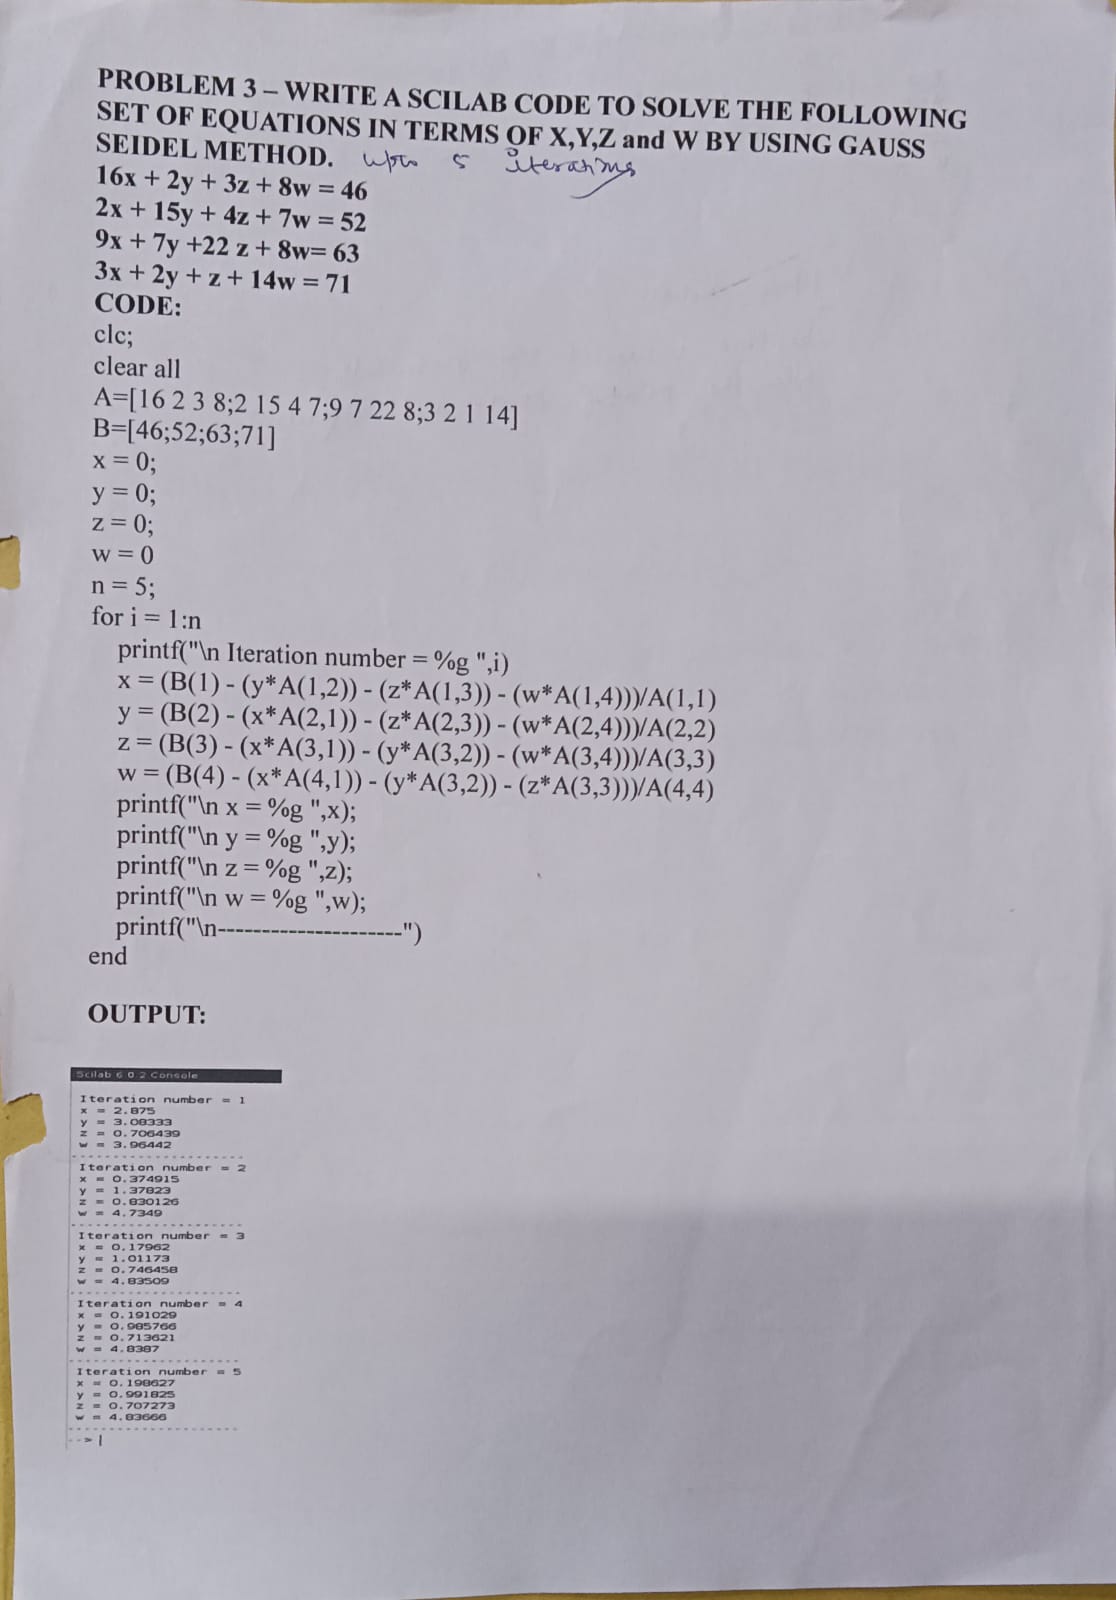 PROBLEM 3 – WRITE A SCILAB CODE TO SOLVE THE FOLLOWING
SET OF EQUATIONS IN TERMS OF X,Y,Z and W BY USING GAUSS
SEIDEL METHOD. upto 5 iterations
16x + 2y + 3z + 8w = 46
2x + 15y + 4z + 7w = 52
9x + 7y +22 z + 8w= 63
3x + 2y + z + 14w = 71
CODE:
clc;
clear all
A=[16 2 3 8;2 15 4 7;9 7 22 8;3 2 1 14]
B=[46;52;63;71]
x = 0;
y = 0;
z = 0;
w = 0
n = 5;
for i = 1:n
printf("\n Iteration number = %g ",i)
x = (B(1) - (y*A(1,2)) - (z*A(1,3)) - (w*A(1,4)))/A(1,1)
y = (B(2) - (x*A(2,1)) - (z*A(2,3)) - (w*A(2,4)))/A(2,2)
z = (B(3) - (x*A(3,1)) - (y*A(3,2)) - (w*A(3,4)))/A(3,3)
w = (B(4) - (x*A(4,1)) - (y*A(3,2)) - (z*A(3,3)))/A(4,4)
printf("\n x = %g ",x);
printf("\n y = %g ",y);
printf("\n z = %g ",z);
printf("\n w = %g ",w);
printf("\n---------------------")
end
OUTPUT:
Scilab 6.0.2 Console
Iteration number = 1
x = 2.875
y = 3.08333
z = 0.706439
w = 3.96442
---------------------
Iteration number = 2
x = 0.374915
y = 1.37823
z = 0.830126
w = 4.7349
---------------------
Iteration number = 3
x = 0.17962
y = 1.01173
z = 0.746458
w = 4.83509
---------------------
Iteration number = 4
x = 0.191029
y = 0.985766
z = 0.713621
w = 4.8387
---------------------
Iteration number = 5
x = 0.198627
y = 0.991825
z = 0.707273
w = 4.83666
---------------------
--> |